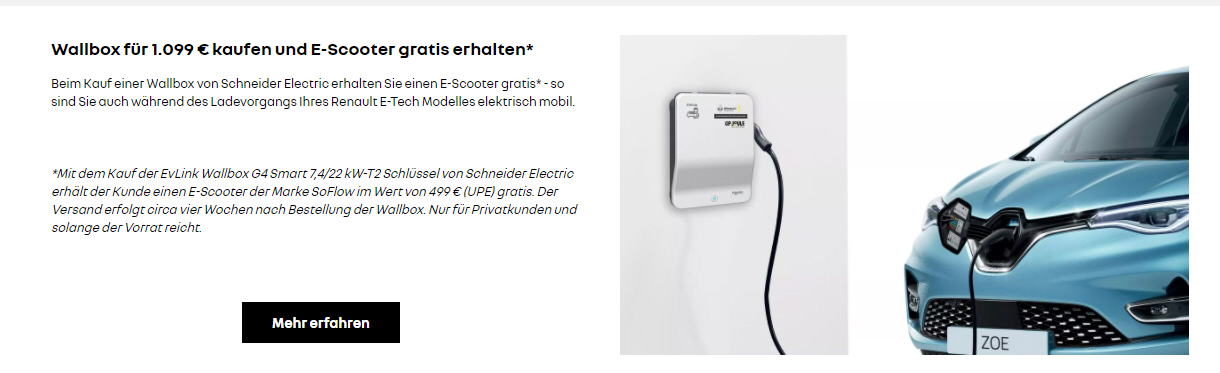 Wallbox für 1.099 € kaufen und E-Scooter gratis erhalten*
Beim Kauf einer Wallbox von Schneider Electric erhalten Sie einen E-Scooter gratis* - so
sind Sie auch während des Ladevorgangs Ihres Renault E-Tech Modelles elektrisch mobil.
*Mit dem Kauf der EvLink Wallbox G4 Smart 7,4/22 kW-T2 Schlüssel von Schneider Electric
erhält der Kunde einen E-Scooter der Marke SoFlow im Wert von 499 € (UPE) gratis. Der
Versand erfolgt circa vier Wochen nach Bestellung der Wallbox. Nur für Privatkunden und
solange der Vorrat reicht.
Mehr erfahren
GP JOULE
ZOE